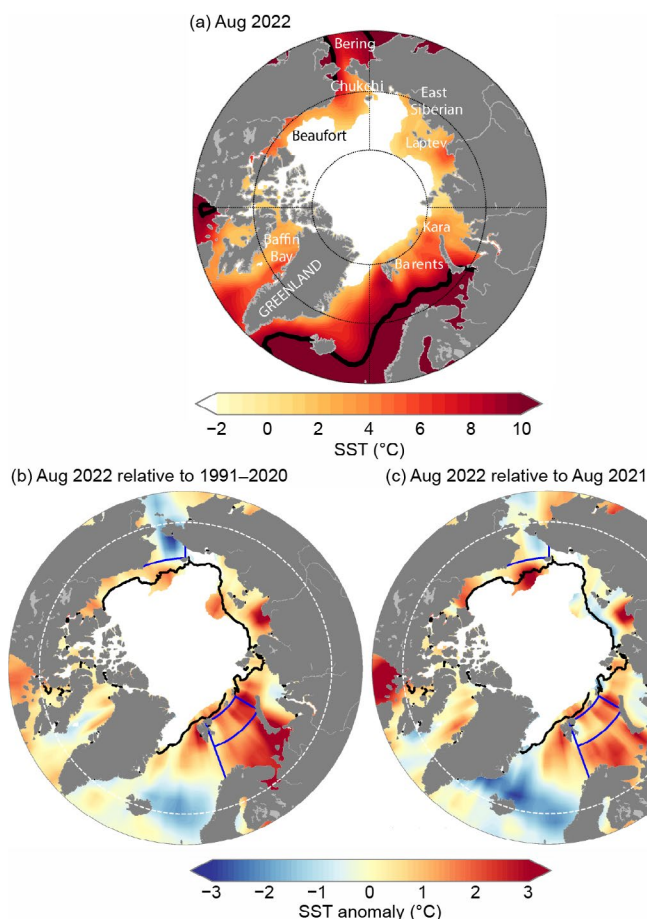 (a) Aug 2022
Bering
Chukchi
East
Siberian
Beaufort
Laptev
Kara
Baffin
Bay
Barents
GREENLAND
−2 0 2 4 6 8 10
SST (°C)
(b) Aug 2022 relative to 1991–2020
(c) Aug 2022 relative to Aug 2021
−3 −2 −1 0 1 2 3
SST anomaly (°C)